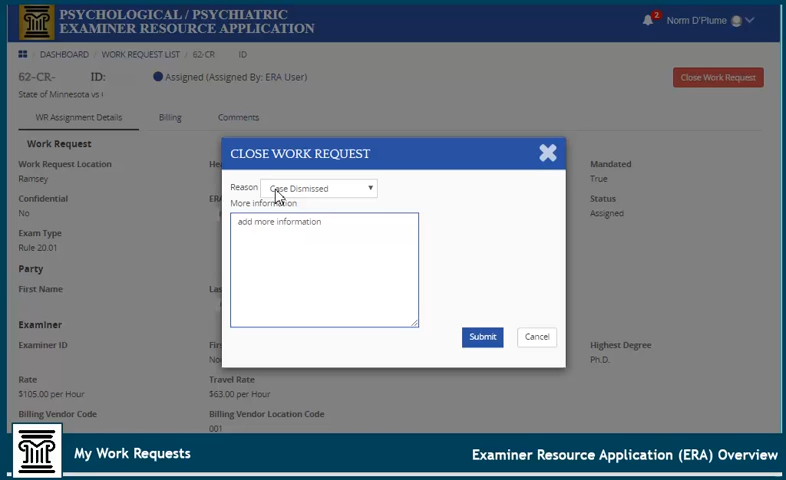 PSYCHOLOGICAL / PSYCHIATRIC
EXAMINER RESOURCE APPLICATION
2 Norm D'Plume
DASHBOARD / WORK REQUEST LIST / 62-CR ID
62-CR- ID: Assigned (Assigned By: ERA User) Close Work Request
State of Minnesota vs
WR Assignment Details Billing Comments
Work Request
Work Request Location Mandated
Ramsey True
Confidential ERA Status
No Assigned
Exam Type
Rule 20.01
Party
First Name
Examiner
Examiner ID Highest Degree
Ph.D.
Rate Travel Rate
$105.00 per Hour $63.00 per Hour
Billing Vendor Code Billing Vendor Location Code
001
CLOSE WORK REQUEST
Reason Case Dismissed
More information
add more information
Submit Cancel
My Work Requests Examiner Resource Application (ERA) Overview